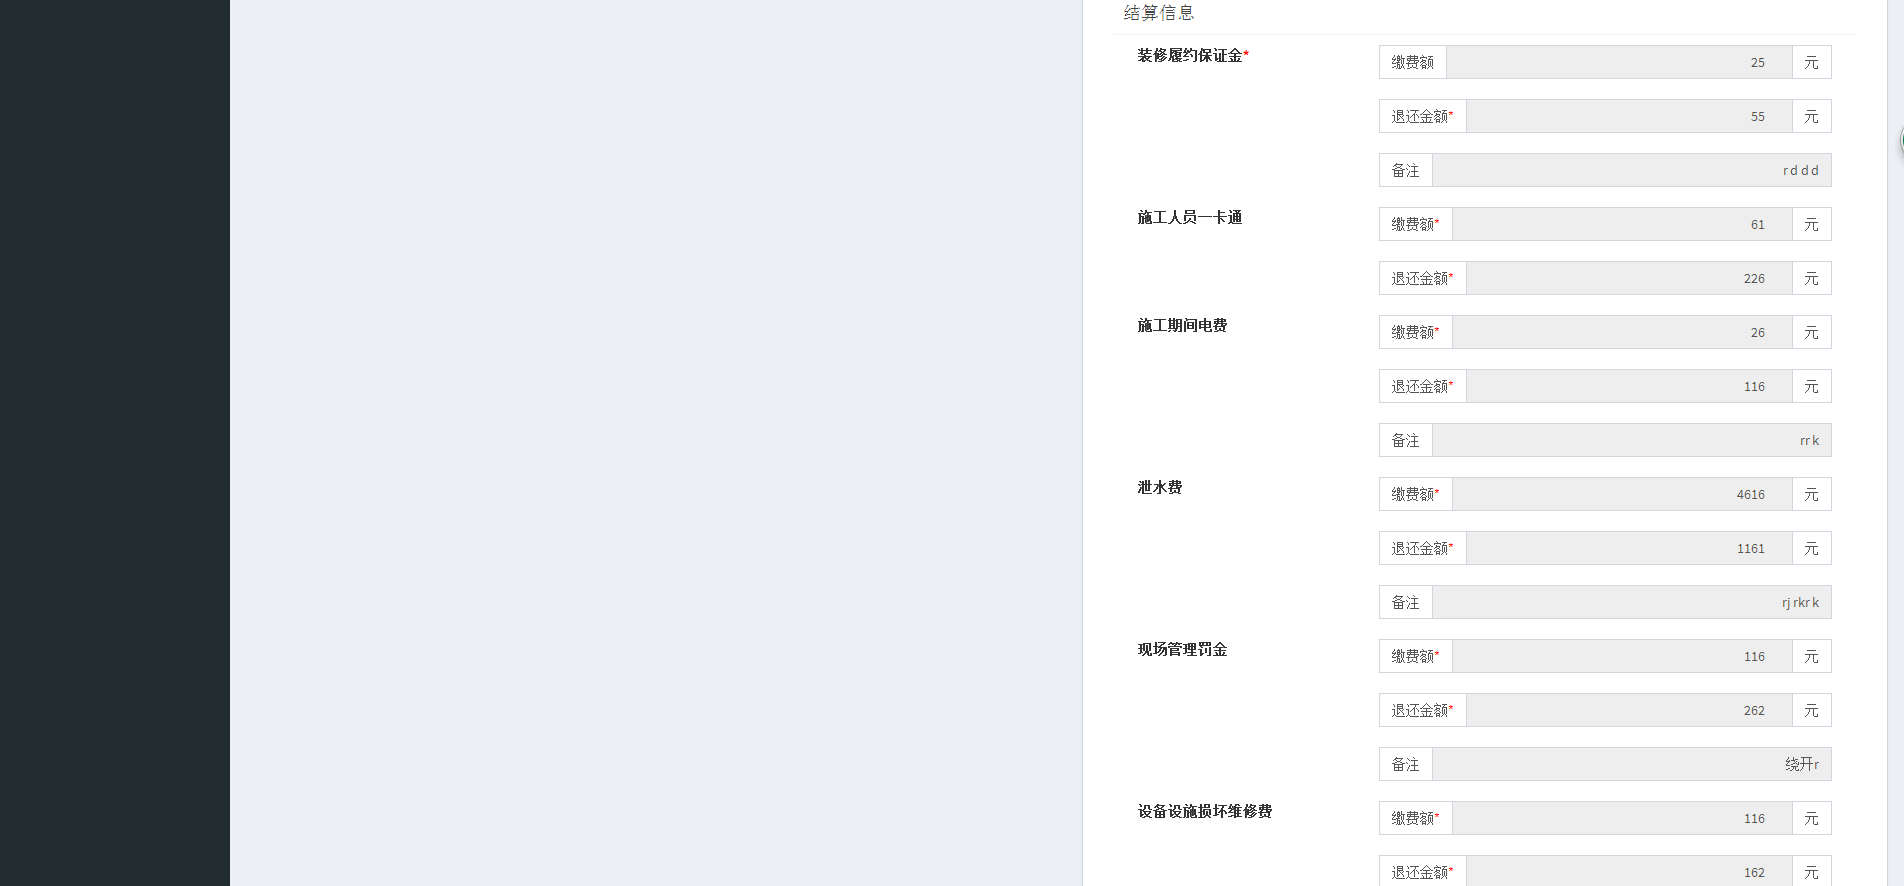 结算信息
装修履约保证金* 缴费额 25 元
退还金额* 55 元
备注 rddd
施工人员一卡通 缴费额* 61 元
退还金额* 226 元
施工期间电费 缴费额* 26 元
退还金额* 116 元
备注 rrk
泄水费 缴费额* 4616 元
退还金额* 1161 元
备注 rjrkrk
现场管理罚金 缴费额* 116 元
退还金额* 262 元
备注 绕开r
设备设施损坏维修费 缴费额* 116 元
退还金额* 162 元